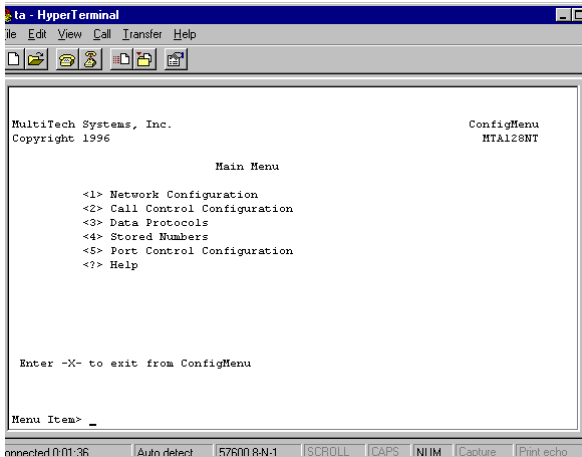 ta - HyperTerminal
ile Edit View Call Transfer Help
MultiTech Systems, Inc. ConfigMenu
Copyright 1996 MTA128NT
Main Menu
<1> Network Configuration
<2> Call Control Configuration
<3> Data Protocols
<4> Stored Numbers
<5> Port Control Configuration
<?> Help
Enter -X- to exit from ConfigMenu
Menu Item> _
onnected 0:01:36 Auto detect 57600 8-N-1 SCROLL CAPS NUM Capture Print echo